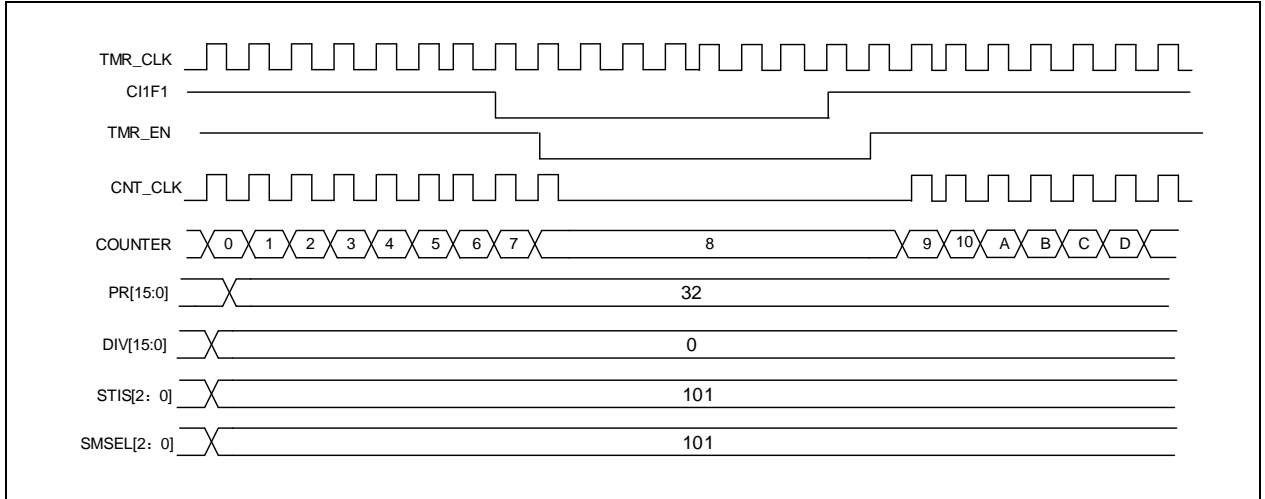 TMR_CLK
CI1F1
TMR_EN
CNT_CLK
COUNTER 0 1 2 3 4 5 6 7 8 9 10 A B C D
PR[15:0] 32
DIV[15:0] 0
STIS[2：0] 101
SMSEL[2：0] 101